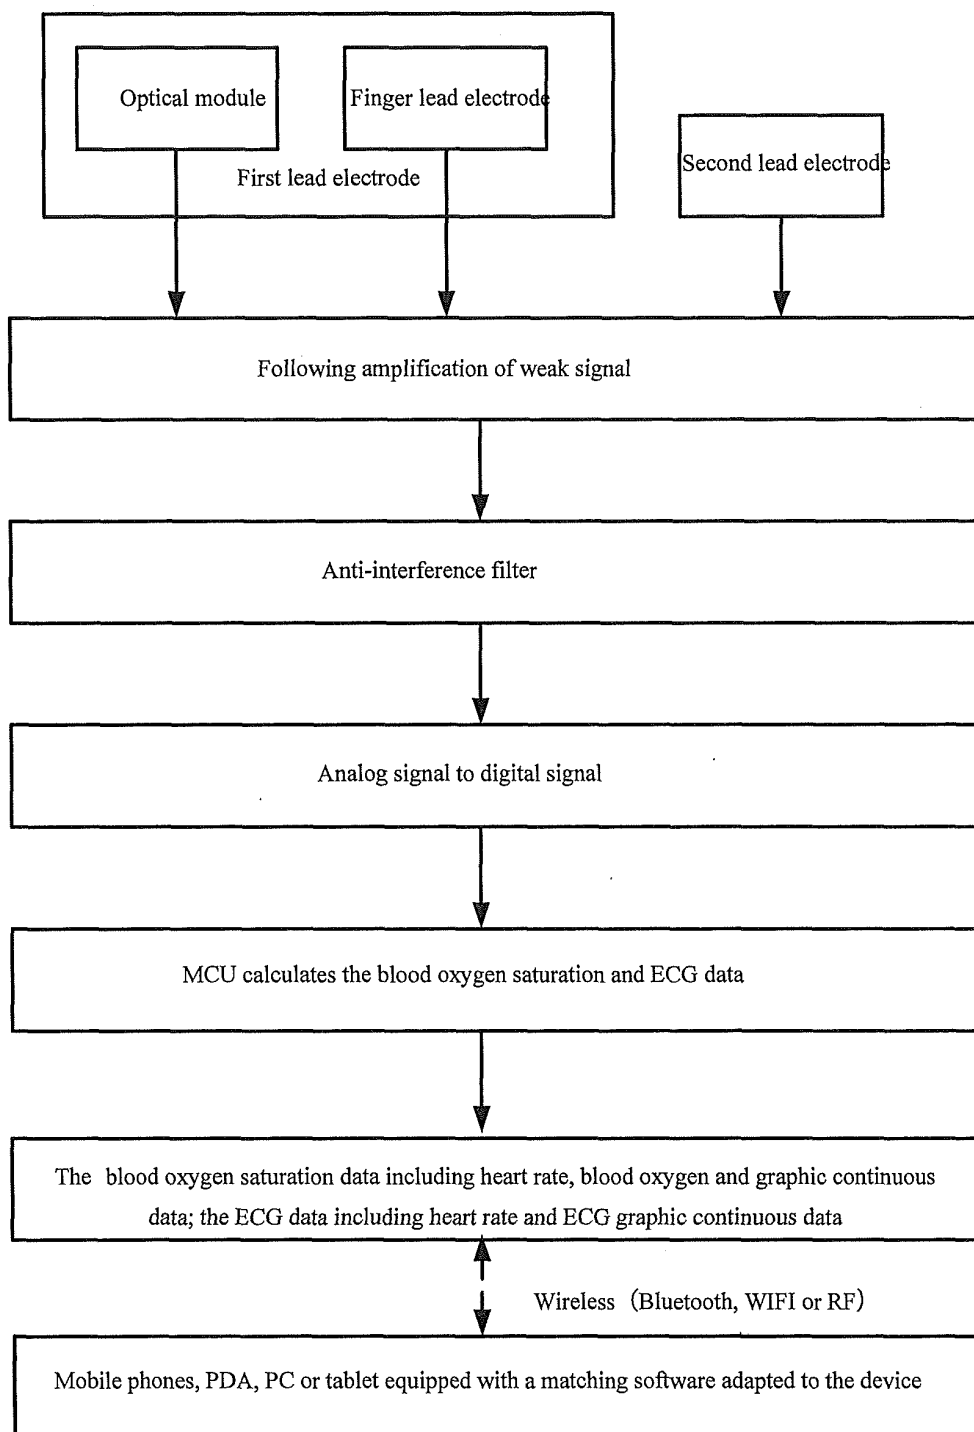 Optical module
Finger lead electrode
First lead electrode
Second lead electrode
Following amplification of weak signal
Anti-interference filter
Analog signal to digital signal
MCU calculates the blood oxygen saturation and ECG data
The blood oxygen saturation data including heart rate, blood oxygen and graphic continuous
data; the ECG data including heart rate and ECG graphic continuous data
Wireless（Bluetooth, WIFI or RF）
Mobile phones, PDA, PC or tablet equipped with a matching software adapted to the device